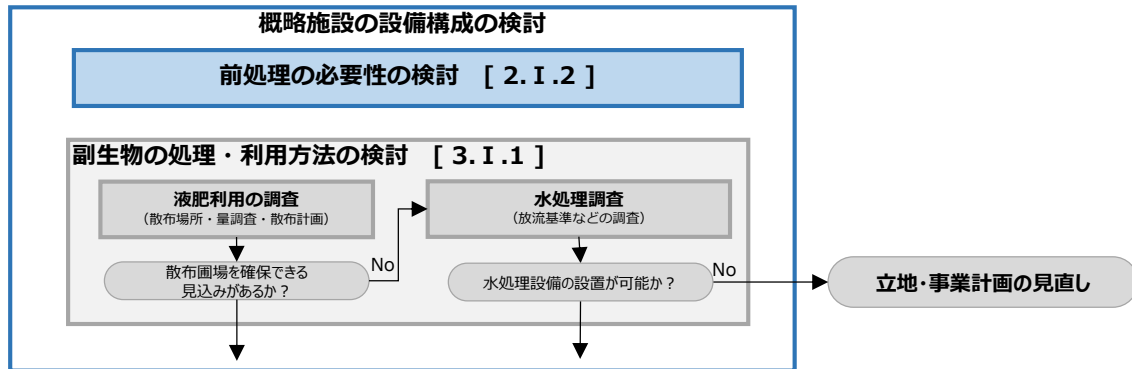 概略施設の設備構成の検討
前処理の必要性の検討 [ 2.Ⅰ.2 ]
副生物の処理・利用方法の検討 [ 3.Ⅰ.1 ]
液肥利用の調査
（散布場所・量調査・散布計画）
水処理調査
（放流基準などの調査）
散布圃場を確保できる
見込みがあるか？
No
水処理設備の設置が可能か？
No
立地・事業計画の見直し